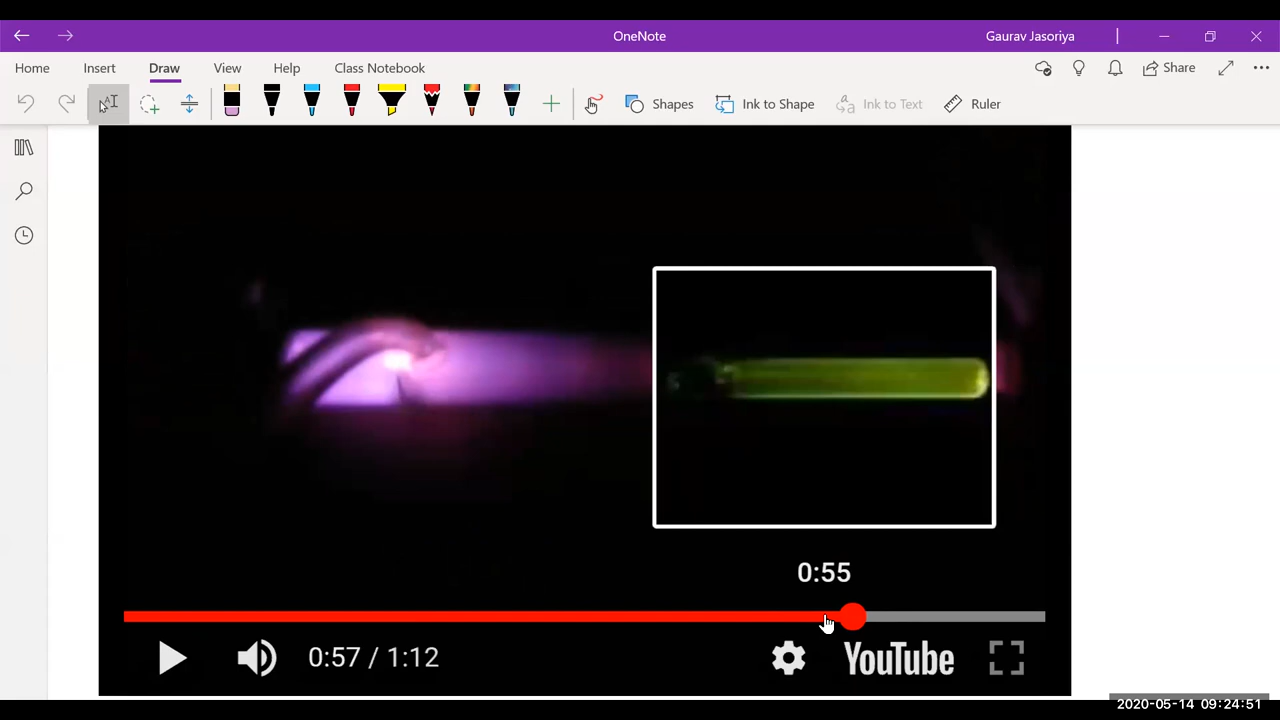 OneNote
Gaurav Jasoriya
Home Insert Draw View Help Class Notebook Share
Shapes Ink to Shape Ink to Text Ruler
0:55
0:57 / 1:12 YouTube
2020-05-14 09:24:51